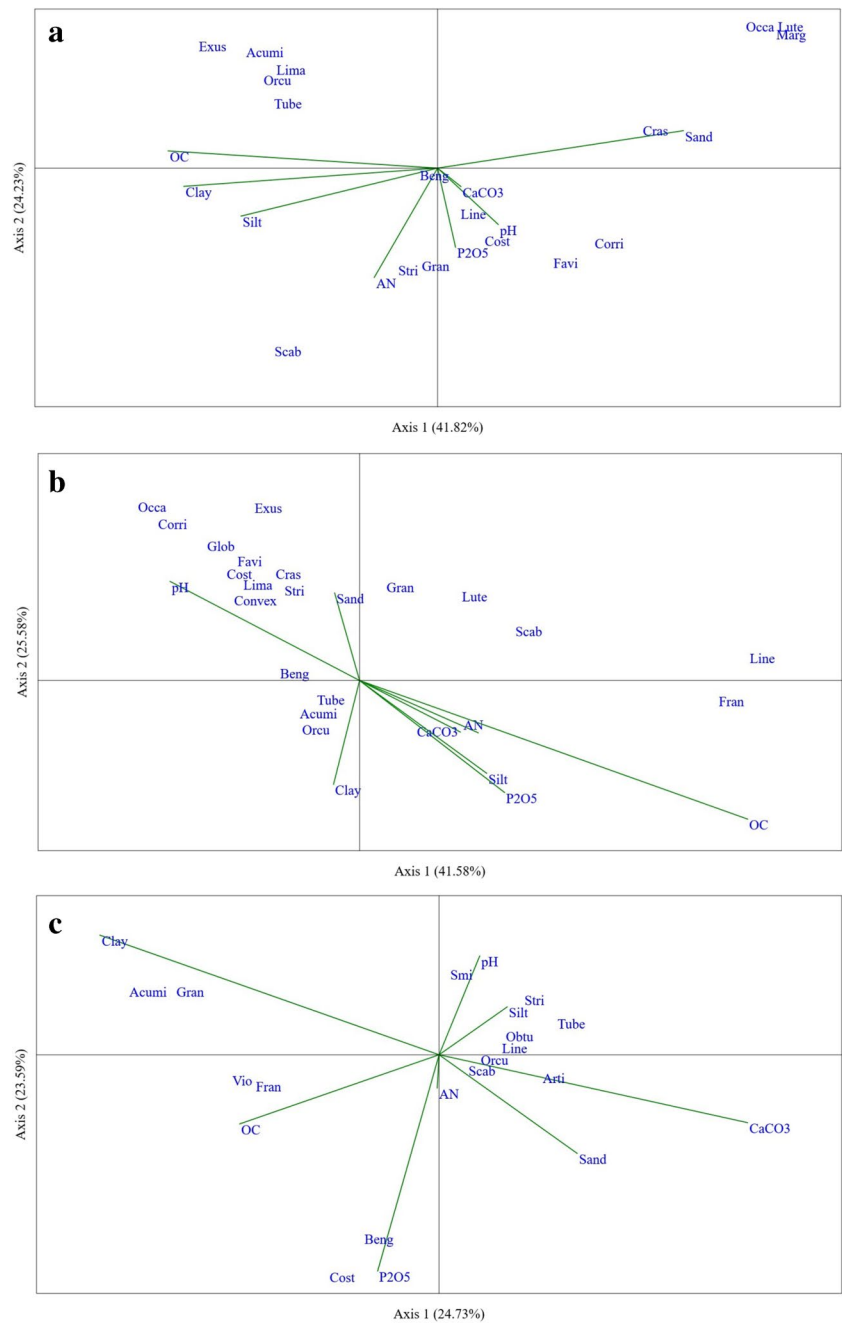 a
Occa Lute
Marg
Exus
Acumi
Lima
Orcu
Tube
Cras
Sand
OC
Beng
Clay
CaCO3
Line
Silt
pH
Cost
Corri
P2O5
Favi
Gran
Stri
AN
Scab
Axis 2 (24.23%)
Axis 1 (41.82%)
b
Occa
Exus
Corri
Glob
Favi
Cost
Cras
pH
Lima
Stri
Gran
Convex
Sand
Lute
Scab
Line
Beng
Tube
Fran
Acumi
Orcu
CaCO3
AN
Silt
Clay
P2O5
OC
Axis 2 (25.58%)
Axis 1 (41.58%)
c
Clay
pH
Smi
Acumi
Gran
Stri
Silt
Tube
Obtu
Line
Orcu
Scab
Arti
Vio
Fran
AN
OC
CaCO3
Sand
Beng
Cost
P2O5
Axis 2 (23.59%)
Axis 1 (24.73%)